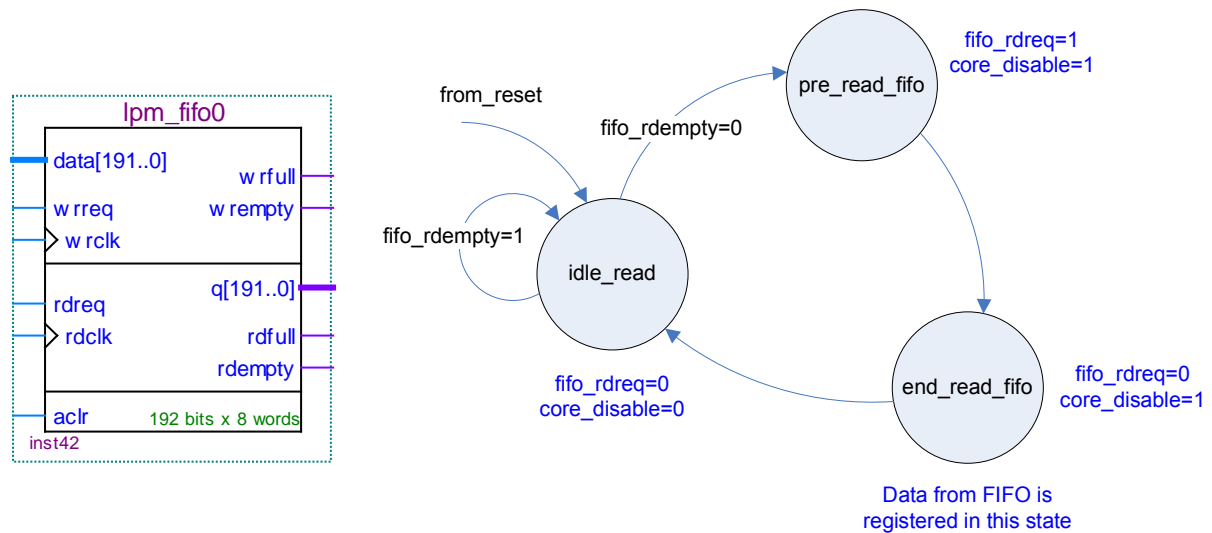 lpm_fifo0
data[191..0]
wrreq
wrclk
wrfull
wrempty
rdreq
rdclk
q[191..0]
rdfull
rdempty
aclr
192 bits x 8 words
inst42
from_reset
fifo_rdempty=0
fifo_rdempty=1
idle_read
fifo_rdreq=0
core_disable=0
pre_read_fifo
fifo_rdreq=1
core_disable=1
end_read_fifo
fifo_rdreq=0
core_disable=1
Data from FIFO is
registered in this state